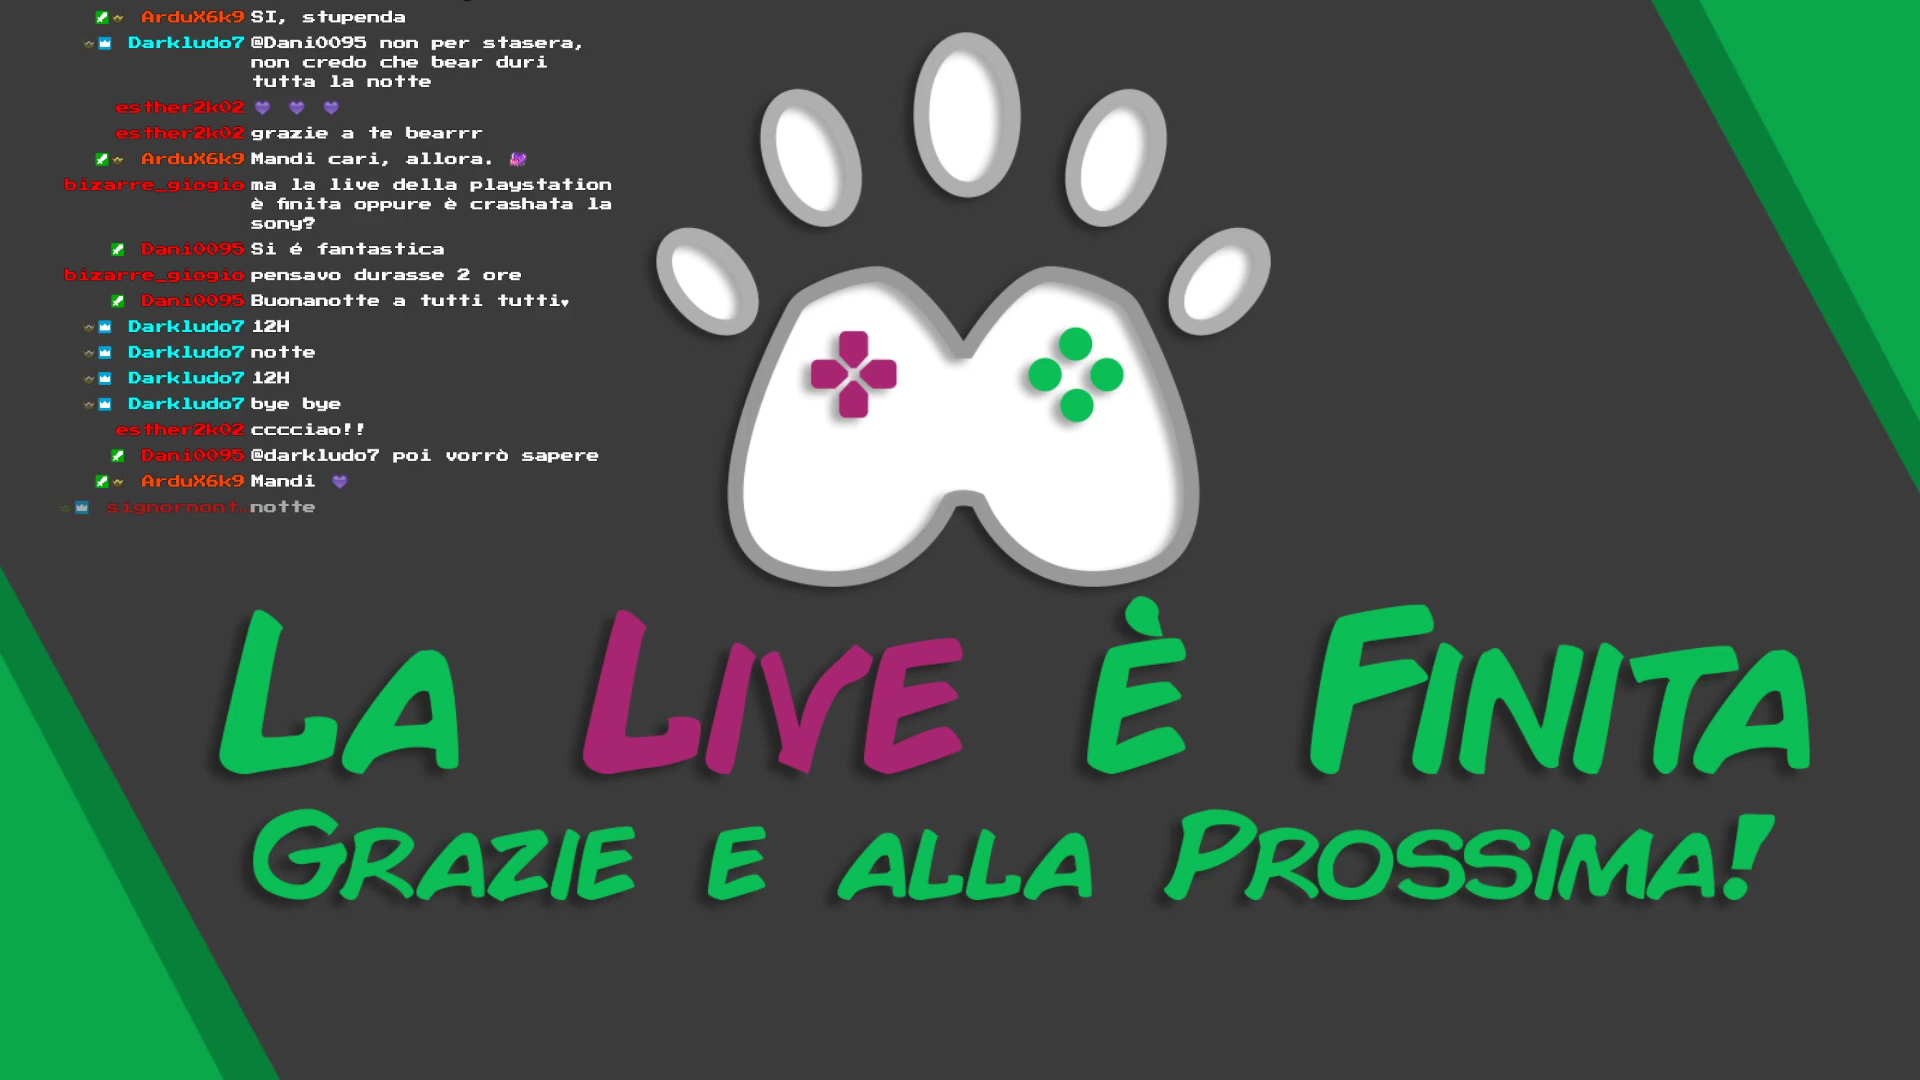 ArduX6k9 SI, stupenda
Darkludo7 @Dani0095 non per stasera,
non credo che bear duri
tutta la notte
esther2k02 💜 💜 💜
esther2k02 grazie a te bearrr
ArduX6k9 Mandi cari, allora.
bizarre_giogio ma la live della playstation
è finita oppure è crashata la
sony?
Dani0095 Si é fantastica
bizarre_giogio pensavo durasse 2 ore
Dani0095 Buonanotte a tutti tutti♥
Darkludo7 12H
Darkludo7 notte
Darkludo7 12H
Darkludo7 bye bye
esther2k02 cccciao!!
Dani0095 @darkludo7 poi vorrò sapere
ArduX6k9 Mandi 💜
signornont… notte
La Live È Finita
Grazie e alla Prossima!